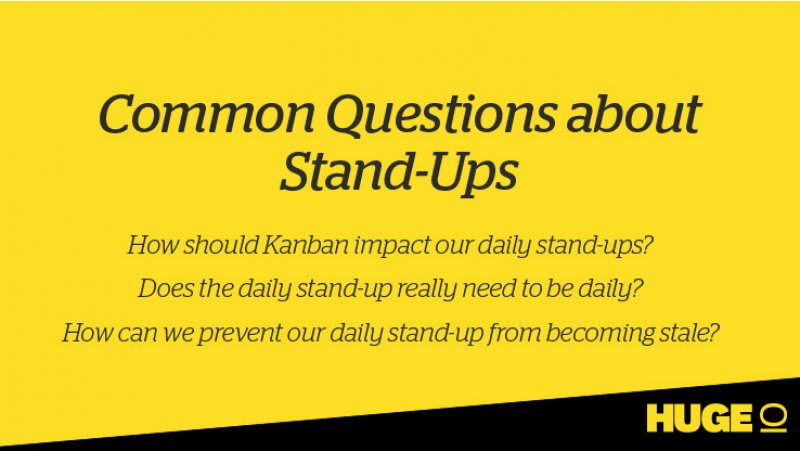 Common Questions about
Stand-Ups
How should Kanban impact our daily stand-ups?
Does the daily stand-up really need to be daily?
How can we prevent our daily stand-up from becoming stale?
HUGE IO